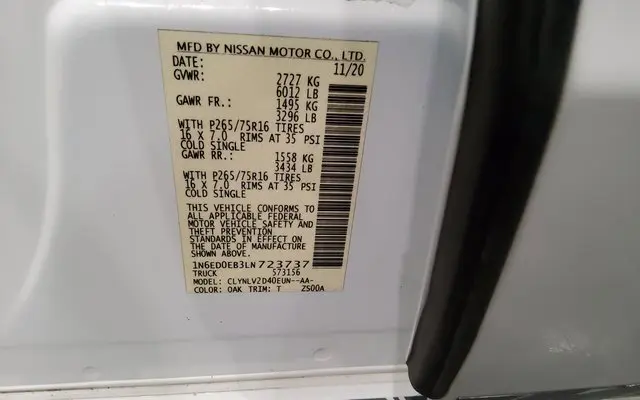 MFD BY NISSAN MOTOR CO., LTD.
DATE: 11/20
GVWR: 2727 KG
6012 LB
GAWR FR.: 1495 KG
3296 LB
WITH P265/75R16 TIRES
16 X 7.0 RIMS AT 35 PSI
COLD SINGLE
GAWR RR.: 1558 KG
3434 LB
WITH P265/75R16 TIRES
16 X 7.0 RIMS AT 35 PSI
COLD SINGLE
THIS VEHICLE CONFORMS TO
ALL APPLICABLE FEDERAL
MOTOR VEHICLE SAFETY AND
THEFT PREVENTION
STANDARDS IN EFFECT ON
THE DATE OF MANUFACTURE
SHOWN ABOVE.
1N6ED0EB3LN723737
TRUCK 573156
MODEL: CLYNLV2D40EUN--AA-
COLOR: QAK TRIM: T ZS00A